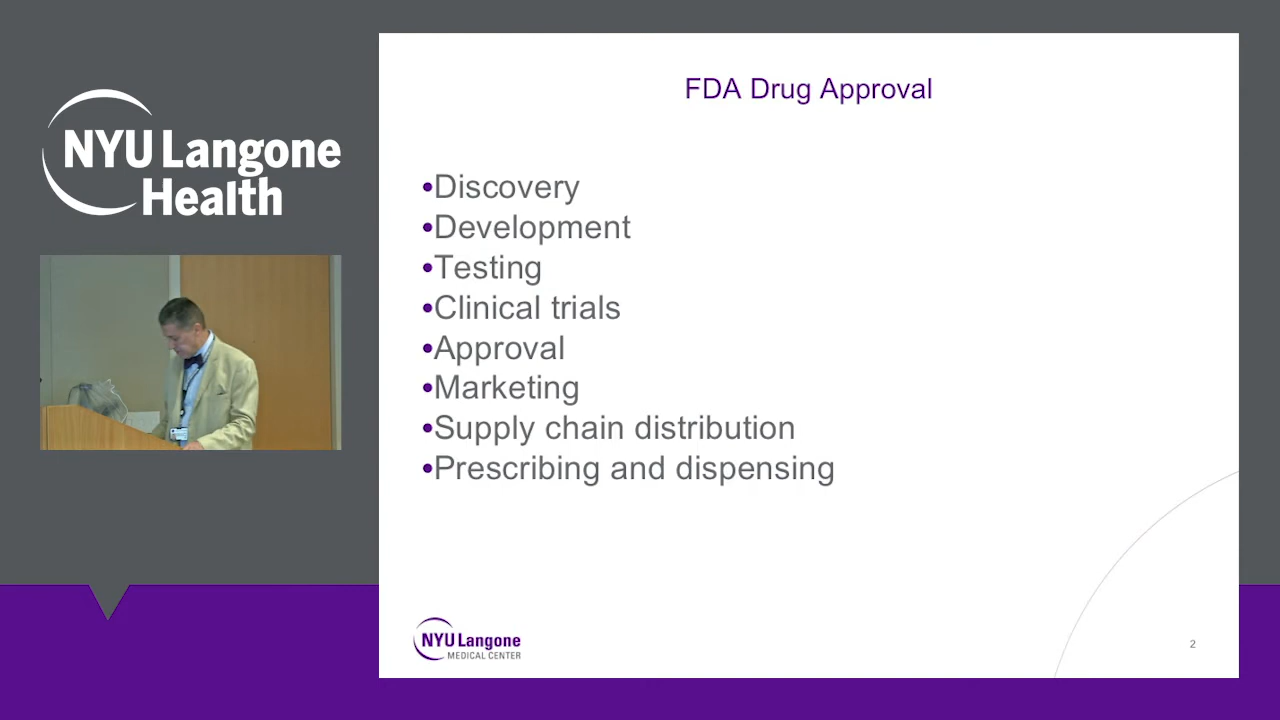 NYU Langone
Health
FDA Drug Approval
•Discovery
•Development
•Testing
•Clinical trials
•Approval
•Marketing
•Supply chain distribution
•Prescribing and dispensing
NYU Langone
MEDICAL CENTER
2